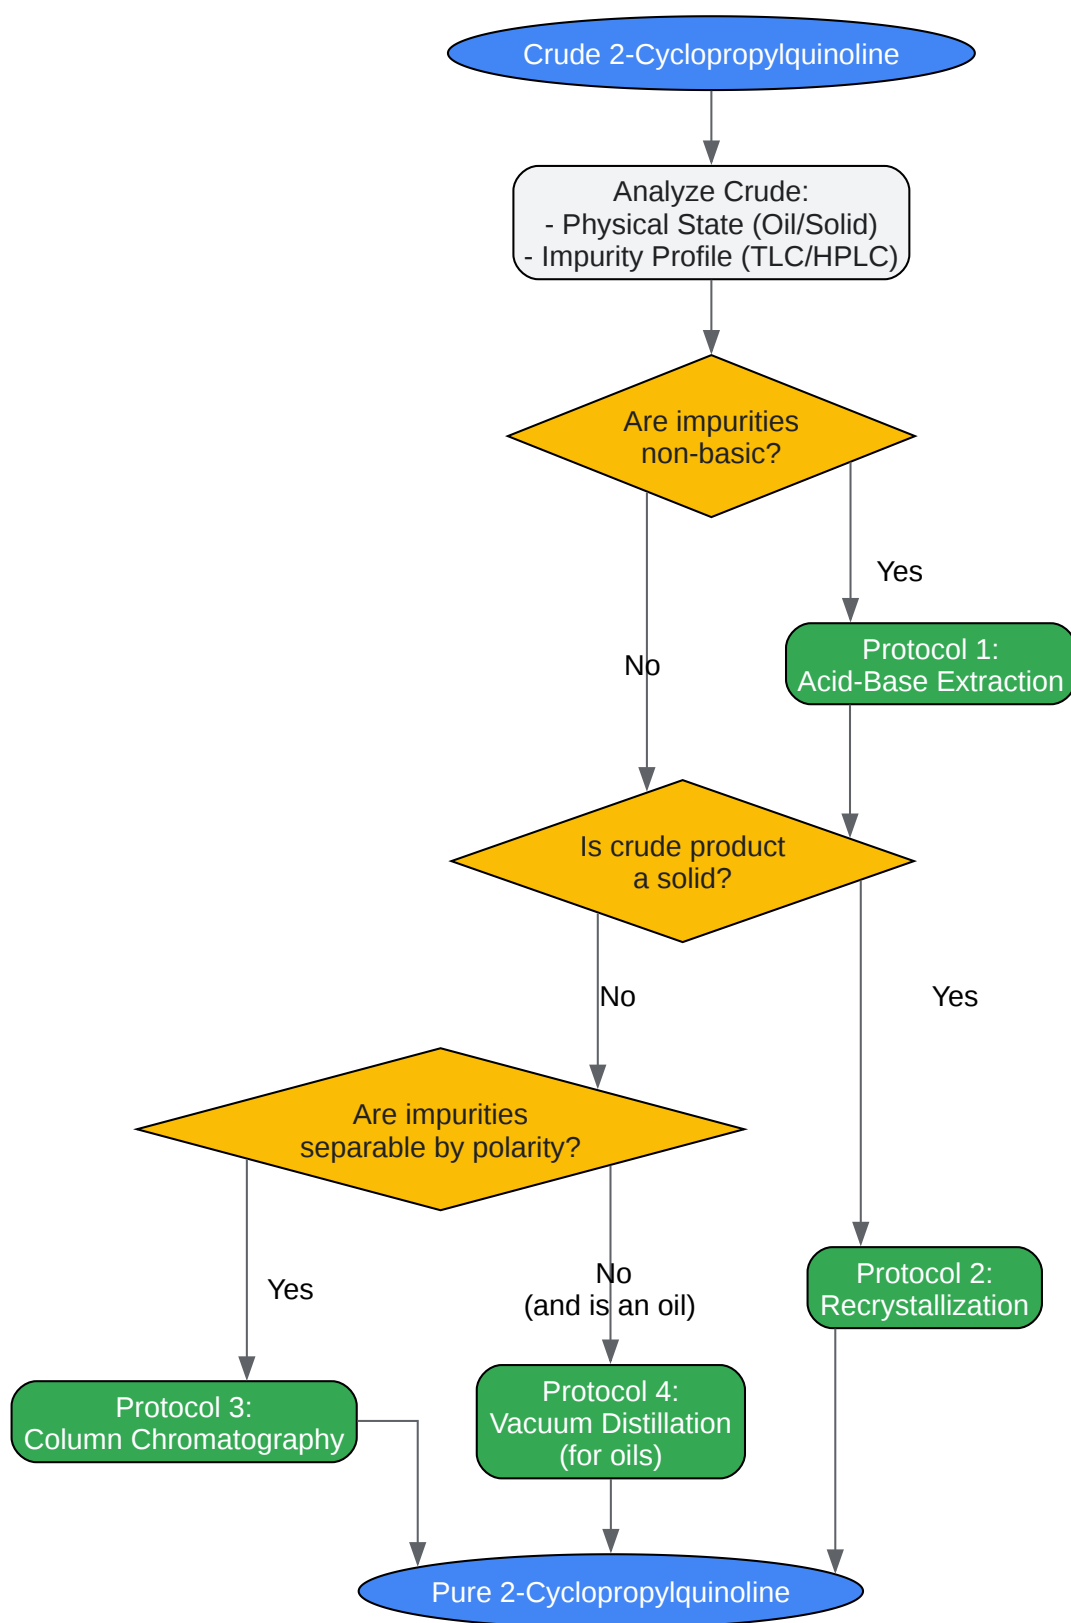 Crude 2-Cyclopropylquinoline
Analyze Crude:
- Physical State (Oil/Solid)
- Impurity Profile (TLC/HPLC)
Are impurities
non-basic?
Yes
No
Protocol 1:
Acid-Base Extraction
Is crude product
a solid?
No
Yes
Are impurities
separable by polarity?
Yes
No
(and is an oil)
Protocol 2:
Recrystallization
Protocol 3:
Column Chromatography
Protocol 4:
Vacuum Distillation
(for oils)
Pure 2-Cyclopropylquinoline